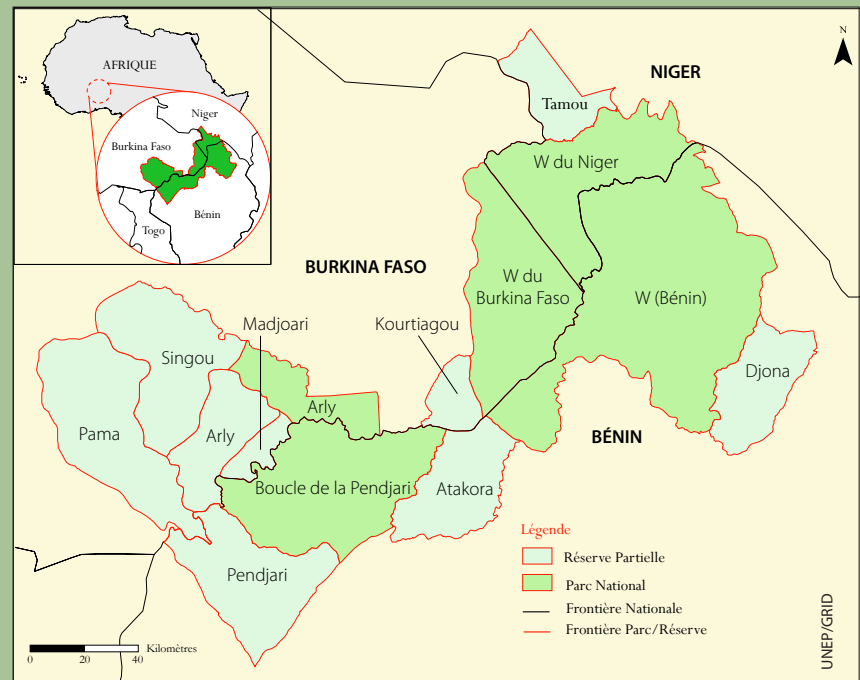 AFRIQUE
Niger
Burkina Faso
Bénin
Togo
N
NIGER
Tamou
W du Niger
BURKINA FASO
W du
Burkina Faso
W (Bénin)
Madjoari
Kourtiagou
Singou
Djona
Arly
Pama
Arly
BÉNIN
Boucle de la Pendjari
Atakora
Pendjari
Légende
Réserve Partielle
Parc National
Frontière Nationale
Frontière Parc/Réserve
Kilomètres
0 20 40
UNEP/GRID